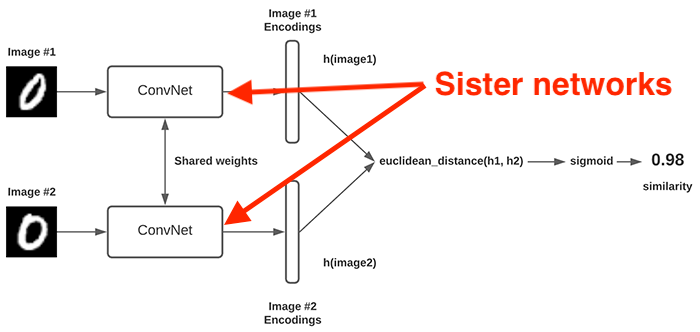 Image #1
Encodings
Image #1
h(image1)
ConvNet
Sister networks
Shared weights
euclidean_distance(h1, h2)
sigmoid
0.98
similarity
Image #2
ConvNet
h(image2)
Image #2
Encodings